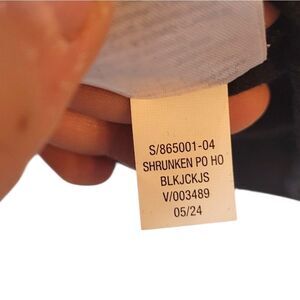 S/865001-04
SHRUNKEN PO HO
BLKJCKJS
V/003489
05/24